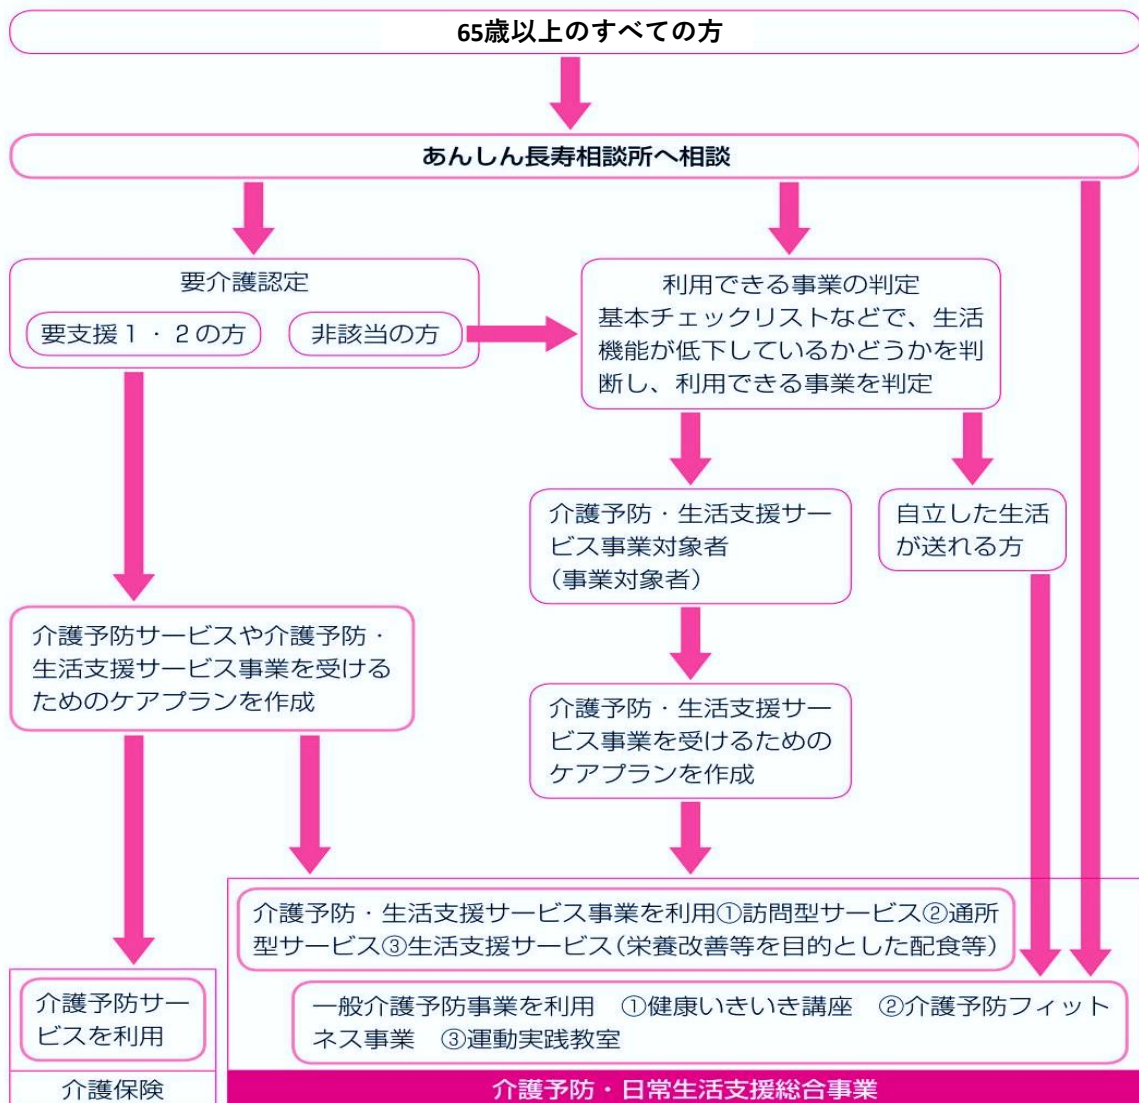 65歳以上のすべての方
あんしん長寿相談所へ相談
要介護認定
要支援１・２の方
非該当の方
利用できる事業の判定
基本チェックリストなどで、生活
機能が低下しているかどうかを判
断し、利用できる事業を判定
介護予防・生活支援サー
ビス事業対象者
（事業対象者）
自立した生活
が送れる方
介護予防サービスや介護予防・
生活支援サービス事業を受ける
ためのケアプランを作成
介護予防・生活支援サー
ビス事業を受けるための
ケアプランを作成
介護予防・生活支援サービス事業を利用①訪問型サービス②通所
型サービス③生活支援サービス（栄養改善等を目的とした配食等）
介護予防サー
ビスを利用
一般介護予防事業を利用　①健康いきいき講座　②介護予防フィット
ネス事業　③運動実践教室
介護保険
介護予防・日常生活支援総合事業